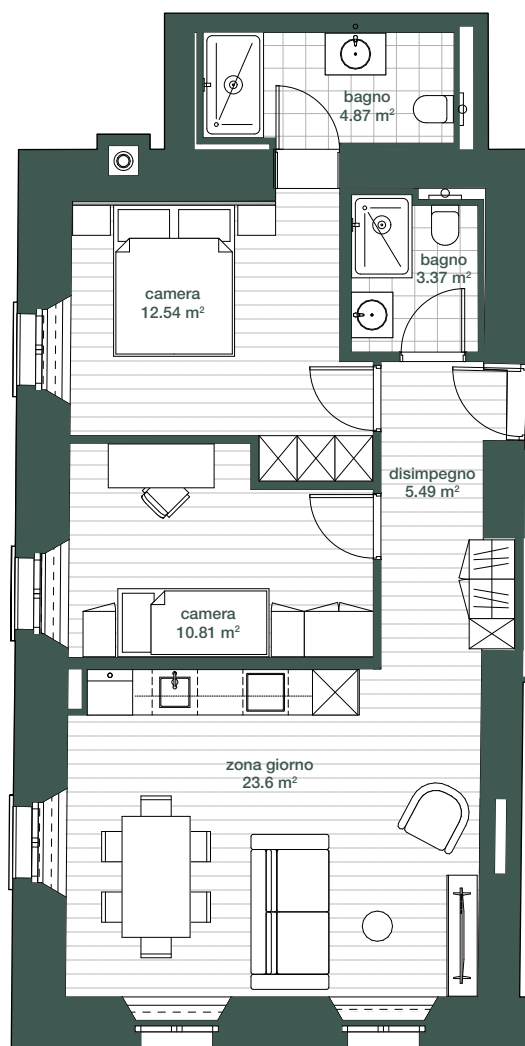 bagno
4.87 m²
bagno
3.37 m²
camera
12.54 m²
disimpegno
5.49 m²
camera
10.81 m²
zona giorno
23.6 m²